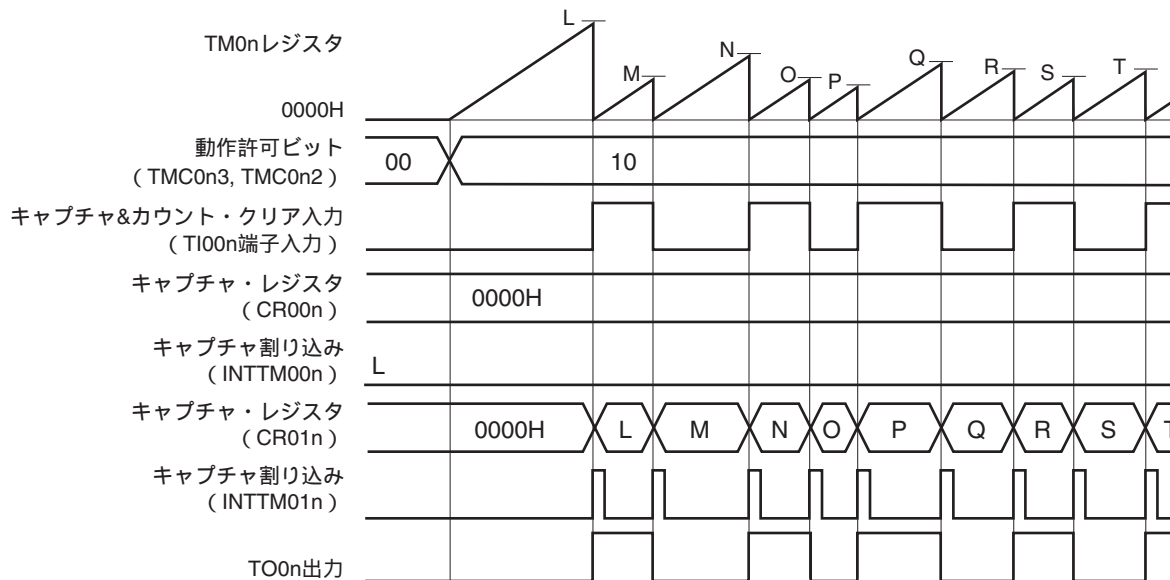 TM0nレジスタ
0000H
L
M
N
O
P
Q
R
S
T
動作許可ビット
（TMC0n3, TMC0n2）
00
10
キャプチャ&カウント・クリア入力
（TI00n端子入力）
キャプチャ・レジスタ
（CR00n）
0000H
キャプチャ割り込み
（INTTM00n）
L
キャプチャ・レジスタ
（CR01n）
0000H
L
M
N
O
P
Q
R
S
T
キャプチャ割り込み
（INTTM01n）
TO0n出力